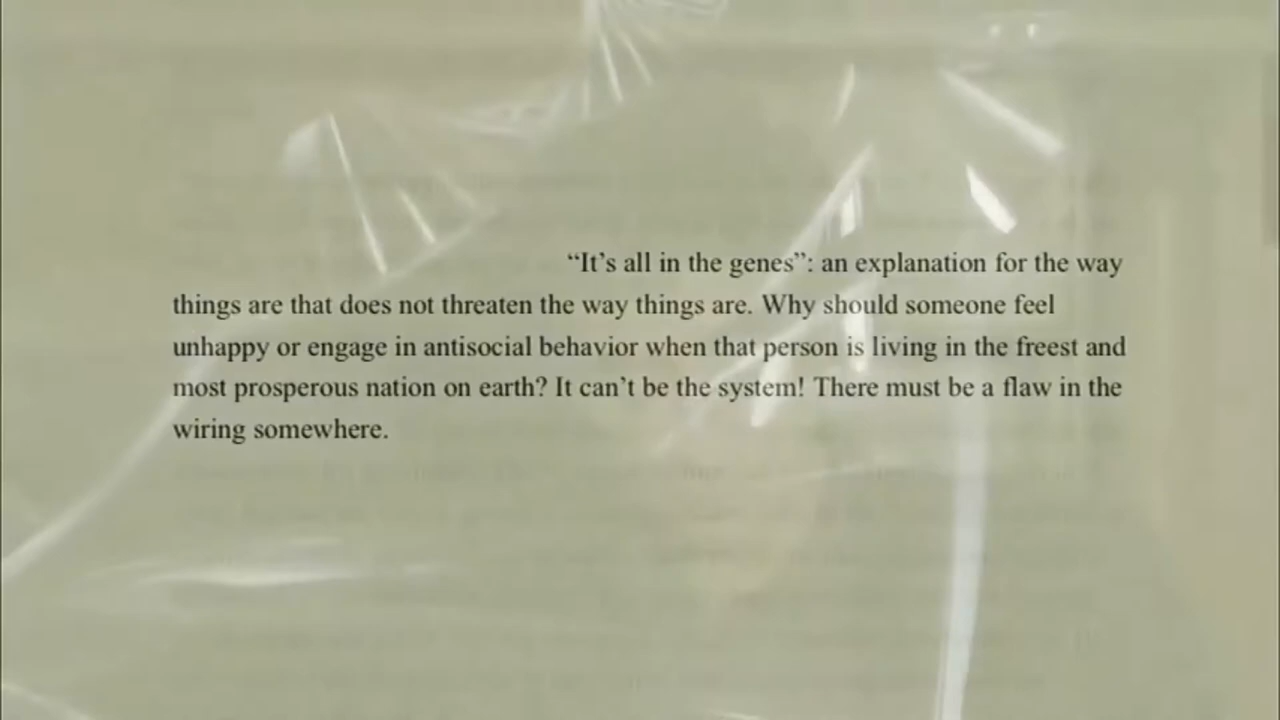 “It’s all in the genes”: an explanation for the way
things are that does not threaten the way things are. Why should someone feel
unhappy or engage in antisocial behavior when that person is living in the freest and
most prosperous nation on earth? It can’t be the system! There must be a flaw in the
wiring somewhere.